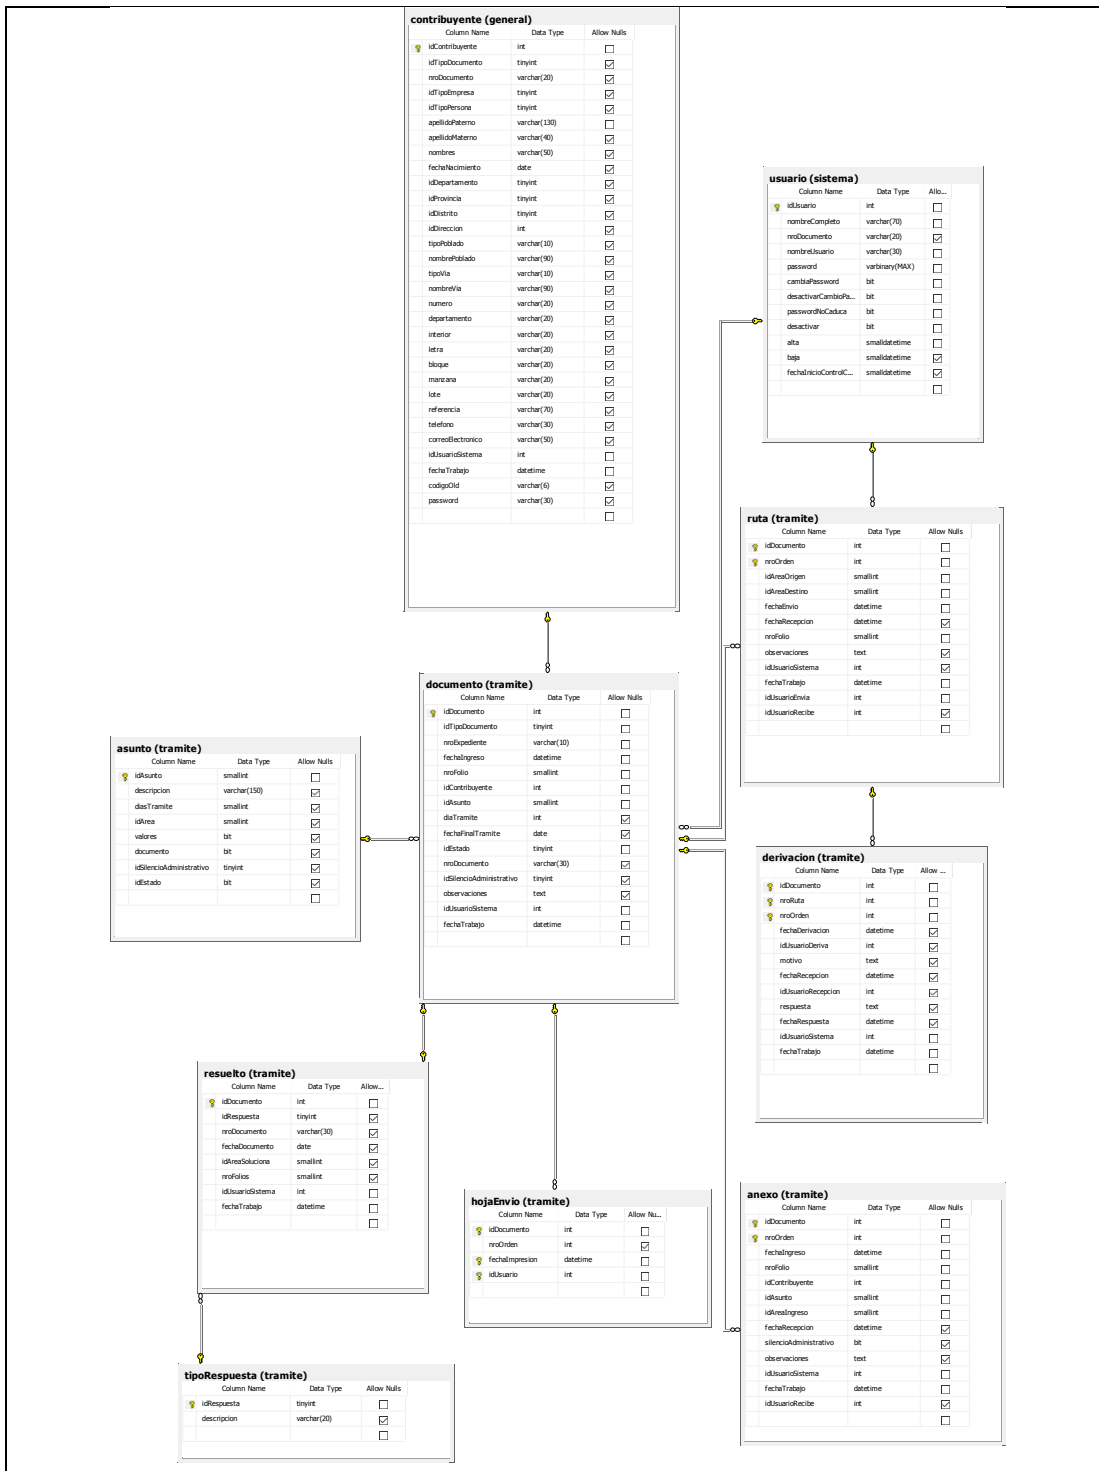 contribuyente (general)
Column Name Data Type Allow Nulls
idContribuyente int
idTipoDocumento tinyint
nroDocumento varchar(20)
idTipoEmpresa tinyint
idTipoPersona tinyint
apellidoPaterno varchar(130)
apellidoMaterno varchar(40)
nombres varchar(50)
fechaNacimiento date
idDepartamento tinyint
idProvincia tinyint
idDistrito tinyint
idDireccion int
tipoPoblado varchar(10)
nombrePoblado varchar(90)
tipoVia varchar(10)
nombreVia varchar(90)
numero varchar(20)
departamento varchar(20)
interior varchar(20)
letra varchar(20)
bloque varchar(20)
manzana varchar(20)
lote varchar(20)
referencia varchar(70)
telefono varchar(30)
correoElectronico varchar(50)
idUsuarioSistema int
fechaTrabajo datetime
codigoOld varchar(6)
password varchar(30)
usuario (sistema)
Column Name Data Type Allo...
idUsuario int
nombreCompleto varchar(70)
nroDocumento varchar(20)
nombreUsuario varchar(30)
password varbinary(MAX)
cambiaPassword bit
desactivarCambioPa... bit
passwordNoCaduca bit
desactivar bit
alta smalldatetime
baja smalldatetime
fechaInicioControlC... smalldatetime
ruta (tramite)
Column Name Data Type Allow Nulls
idDocumento int
nroOrden int
idAreaOrigen smallint
idAreaDestino smallint
fechaEnvio datetime
fechaRecepcion datetime
nroFolio smallint
observaciones text
idUsuarioSistema int
fechaTrabajo datetime
idUsuarioEnvia int
idUsuarioRecibe int
documento (tramite)
Column Name Data Type Allow Nulls
idDocumento int
idTipoDocumento tinyint
nroExpediente varchar(10)
fechaIngreso datetime
nroFolio smallint
idContribuyente int
idAsunto smallint
diaTramite int
fechaFinalTramite date
idEstado tinyint
nroDocumento varchar(30)
idSilencioAdministrativo tinyint
observaciones text
idUsuarioSistema int
fechaTrabajo datetime
asunto (tramite)
Column Name Data Type Allow Nulls
idAsunto smallint
descripcion varchar(150)
diasTramite smallint
idArea smallint
valores bit
documento bit
idSilencioAdministrativo tinyint
idEstado bit
derivacion (tramite)
Column Name Data Type Allow ...
idDocumento int
nroRuta int
nroOrden int
fechaDerivacion datetime
idUsuarioDeriva int
motivo text
fechaRecepcion datetime
idUsuarioRecepcion int
respuesta text
fechaRespuesta datetime
idUsuarioSistema int
fechaTrabajo datetime
resuelto (tramite)
Column Name Data Type Allow...
idDocumento int
idRespuesta tinyint
nroDocumento varchar(30)
fechaDocumento date
idAreaSoluciona smallint
nroFolios smallint
idUsuarioSistema int
fechaTrabajo datetime
hojaEnvio (tramite)
Column Name Data Type Allow Nu...
idDocumento int
nroOrden int
fechaImpresion datetime
idUsuario int
anexo (tramite)
Column Name Data Type Allow Nulls
idDocumento int
nroOrden int
fechaIngreso datetime
nroFolio smallint
idContribuyente int
idAsunto smallint
idAreaIngreso smallint
fechaRecepcion datetime
silencioAdministrativo bit
observaciones text
idUsuarioSistema int
fechaTrabajo datetime
idUsuarioRecibe int
tipoRespuesta (tramite)
Column Name Data Type Allow Nulls
idRespuesta tinyint
descripcion varchar(20)